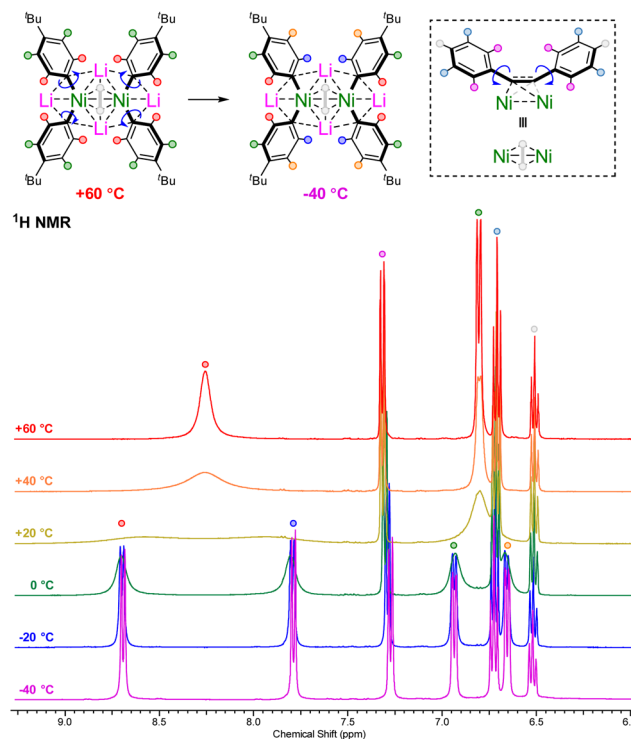 tBu tBu tBu tBu
Li Li
Li Ni Ni Li Li Ni Ni Li
Li Li
tBu tBu tBu tBu
+60 °C -40 °C
Ni Ni
III
Ni Ni
1H NMR
+60 °C
+40 °C
+20 °C
0 °C
-20 °C
-40 °C
9.0 8.5 8.0 7.5 7.0 6.5 6.
Chemical Shift (ppm)